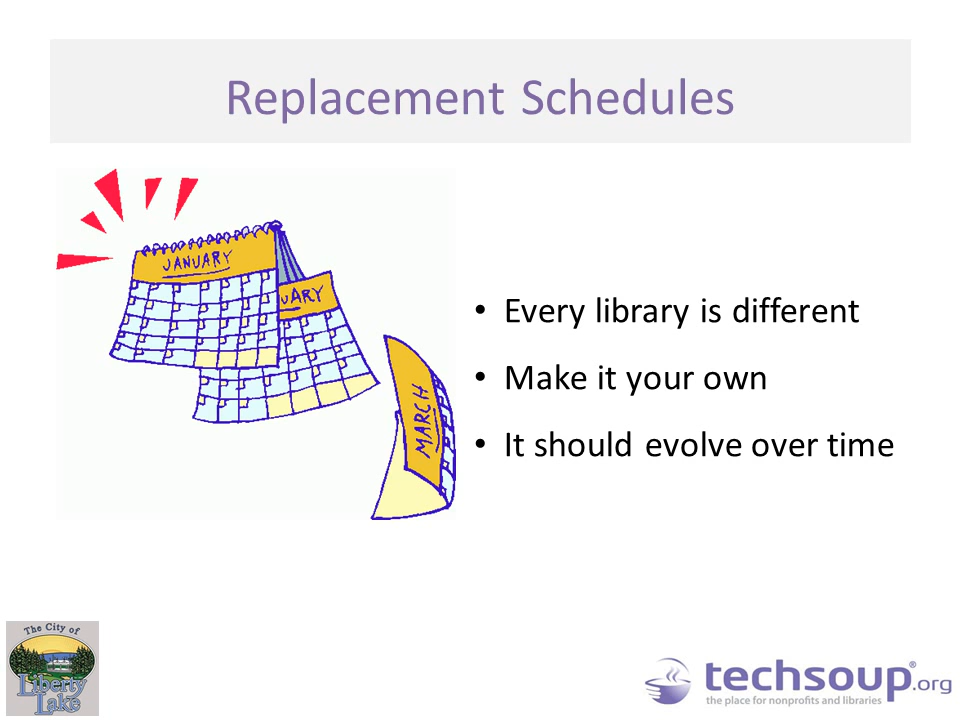 Replacement Schedules
JANUARY
UARY
MARCH
• Every library is different
• Make it your own
• It should evolve over time
The City of
Liberty
Lake
techsoup®.org
the place for nonprofits and libraries